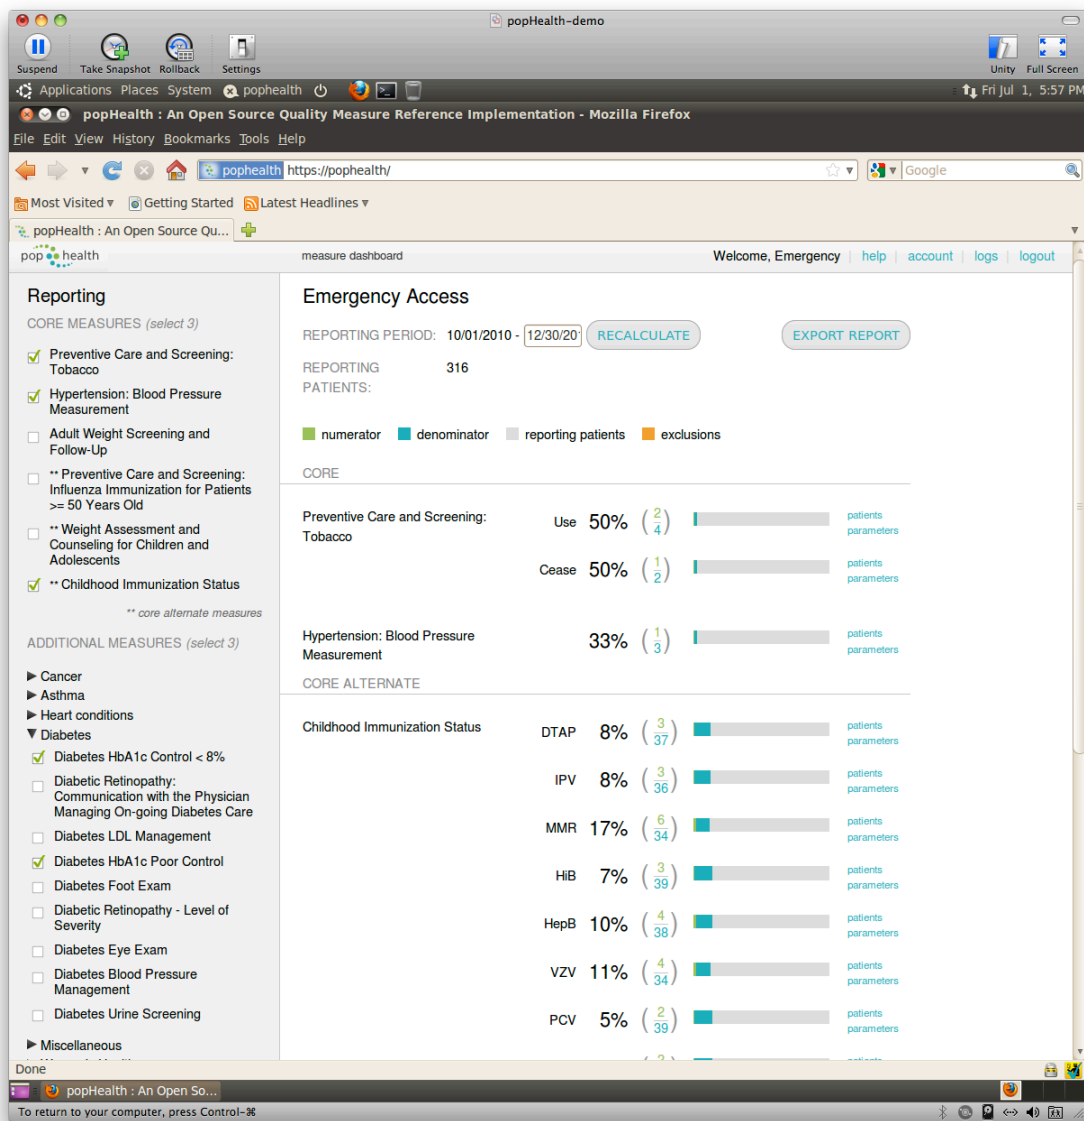 popHealth-demo
Suspend Take Snapshot Rollback Settings Unity Full Screen
Applications Places System pophealth Fri Jul 1, 5:57 PM
popHealth : An Open Source Quality Measure Reference Implementation - Mozilla Firefox
File Edit View History Bookmarks Tools Help
pophealth https://pophealth/ Google
Most Visited Getting Started Latest Headlines
popHealth : An Open Source Qu...
pop health measure dashboard Welcome, Emergency help account logs logout
Reporting
CORE MEASURES (select 3)
Preventive Care and Screening:
Tobacco
Hypertension: Blood Pressure
Measurement
Adult Weight Screening and
Follow-Up
** Preventive Care and Screening:
Influenza Immunization for Patients
>= 50 Years Old
** Weight Assessment and
Counseling for Children and
Adolescents
** Childhood Immunization Status
** core alternate measures
ADDITIONAL MEASURES (select 3)
Cancer
Asthma
Heart conditions
Diabetes
Diabetes HbA1c Control < 8%
Diabetic Retinopathy:
Communication with the Physician
Managing On-going Diabetes Care
Diabetes LDL Management
Diabetes HbA1c Poor Control
Diabetes Foot Exam
Diabetic Retinopathy - Level of
Severity
Diabetes Eye Exam
Diabetes Blood Pressure
Management
Diabetes Urine Screening
Miscellaneous
Emergency Access
REPORTING PERIOD: 10/01/2010 - 12/30/20 RECALCULATE EXPORT REPORT
REPORTING 316
PATIENTS:
numerator denominator reporting patients exclusions
CORE
Preventive Care and Screening:
Tobacco
Use 50% (2/4) patients
parameters
Cease 50% (1/2) patients
parameters
Hypertension: Blood Pressure
Measurement
33% (1/3) patients
parameters
CORE ALTERNATE
Childhood Immunization Status
DTAP 8% (3/37) patients
parameters
IPV 8% (3/36) patients
parameters
MMR 17% (6/34) patients
parameters
HiB 7% (3/39) patients
parameters
HepB 10% (4/38) patients
parameters
VZV 11% (4/34) patients
parameters
PCV 5% (2/39) patients
parameters
Done
popHealth : An Open So...
To return to your computer, press Control-⌘